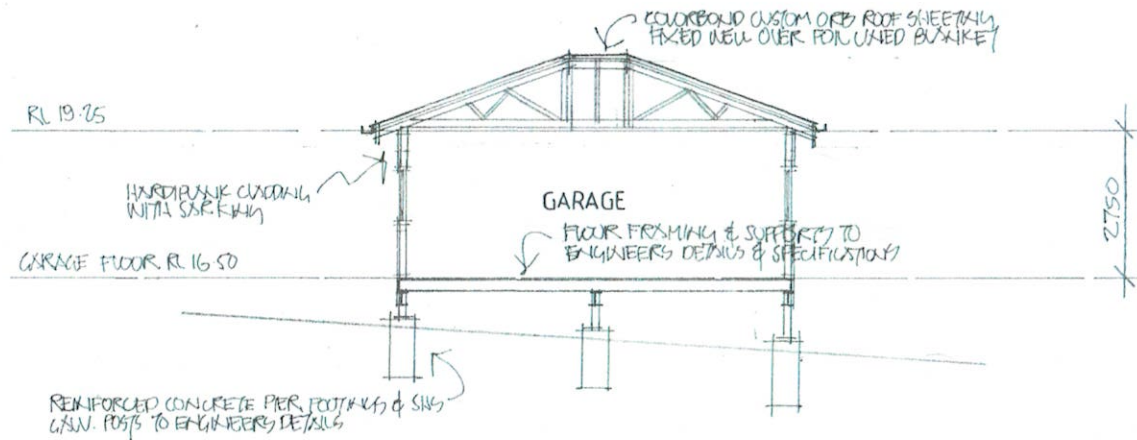 COLORBOND CUSTOM ORB ROOF SHEETING
FIXED WELL OVER FOIL LINED BLANKET
RL 19.25
HARDIPLANK CLADDING
WITH SARKING
GARAGE
FLOOR FRAMING & SUPPORTS TO
ENGINEERS DETAILS & SPECIFICATIONS
2750
GARAGE FLOOR RL 16.50
REINFORCED CONCRETE PIER FOOTINGS & SHS
GALV. POSTS TO ENGINEERS DETAILS